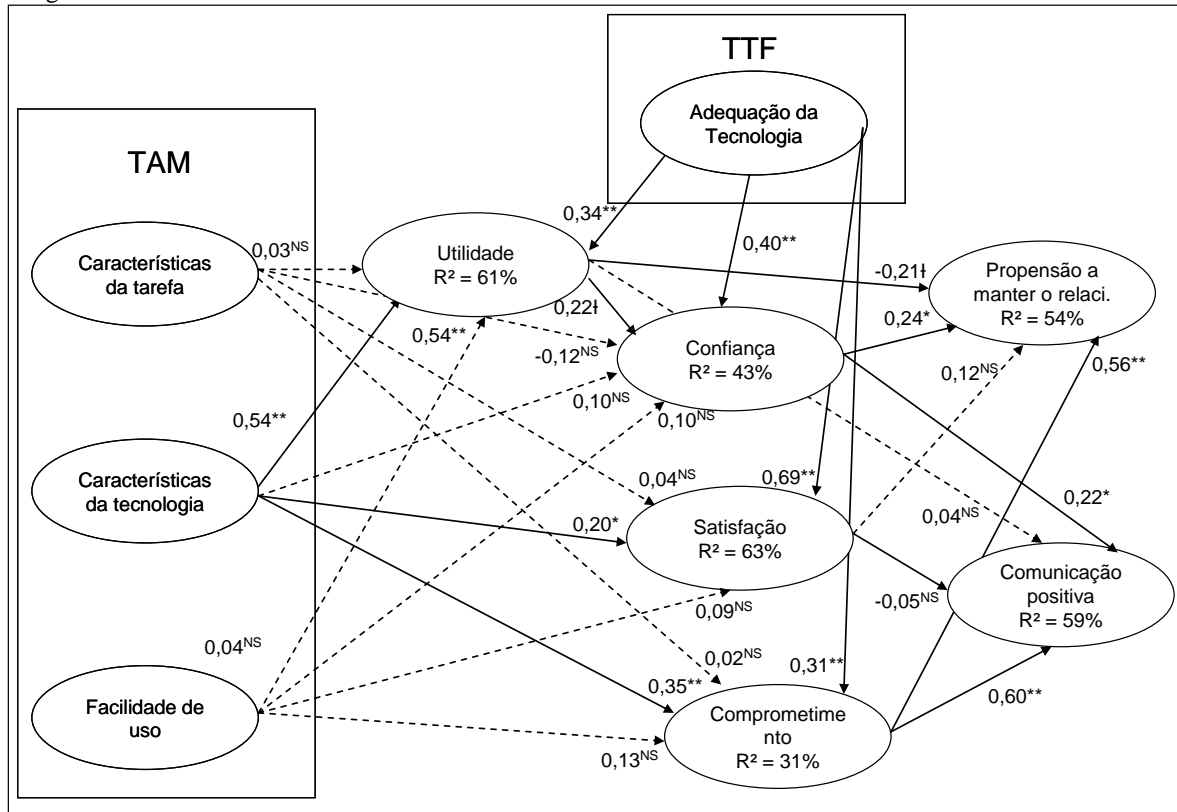 TTF
Adequação da
Tecnologia
TAM
Características
da tarefa
0,03NS
Utilidade
R² = 61%
0,34**
0,40**
-0,21ƚ
Propensão a
manter o relaci.
R² = 54%
0,22ƚ
0,54**
-0,12NS
Confiança
R² = 43%
0,24*
0,12NS
0,56**
0,10NS
0,10NS
0,54**
Características
da tecnologia
0,04NS
0,69**
0,20*
Satisfação
R² = 63%
0,04NS
0,22*
-0,05NS
Comunicação
positiva
R² = 59%
0,09NS
0,04NS
0,02NS
0,31**
0,35**
0,60**
Facilidade de
uso
Comprometime
nto
R² = 31%
0,13NS